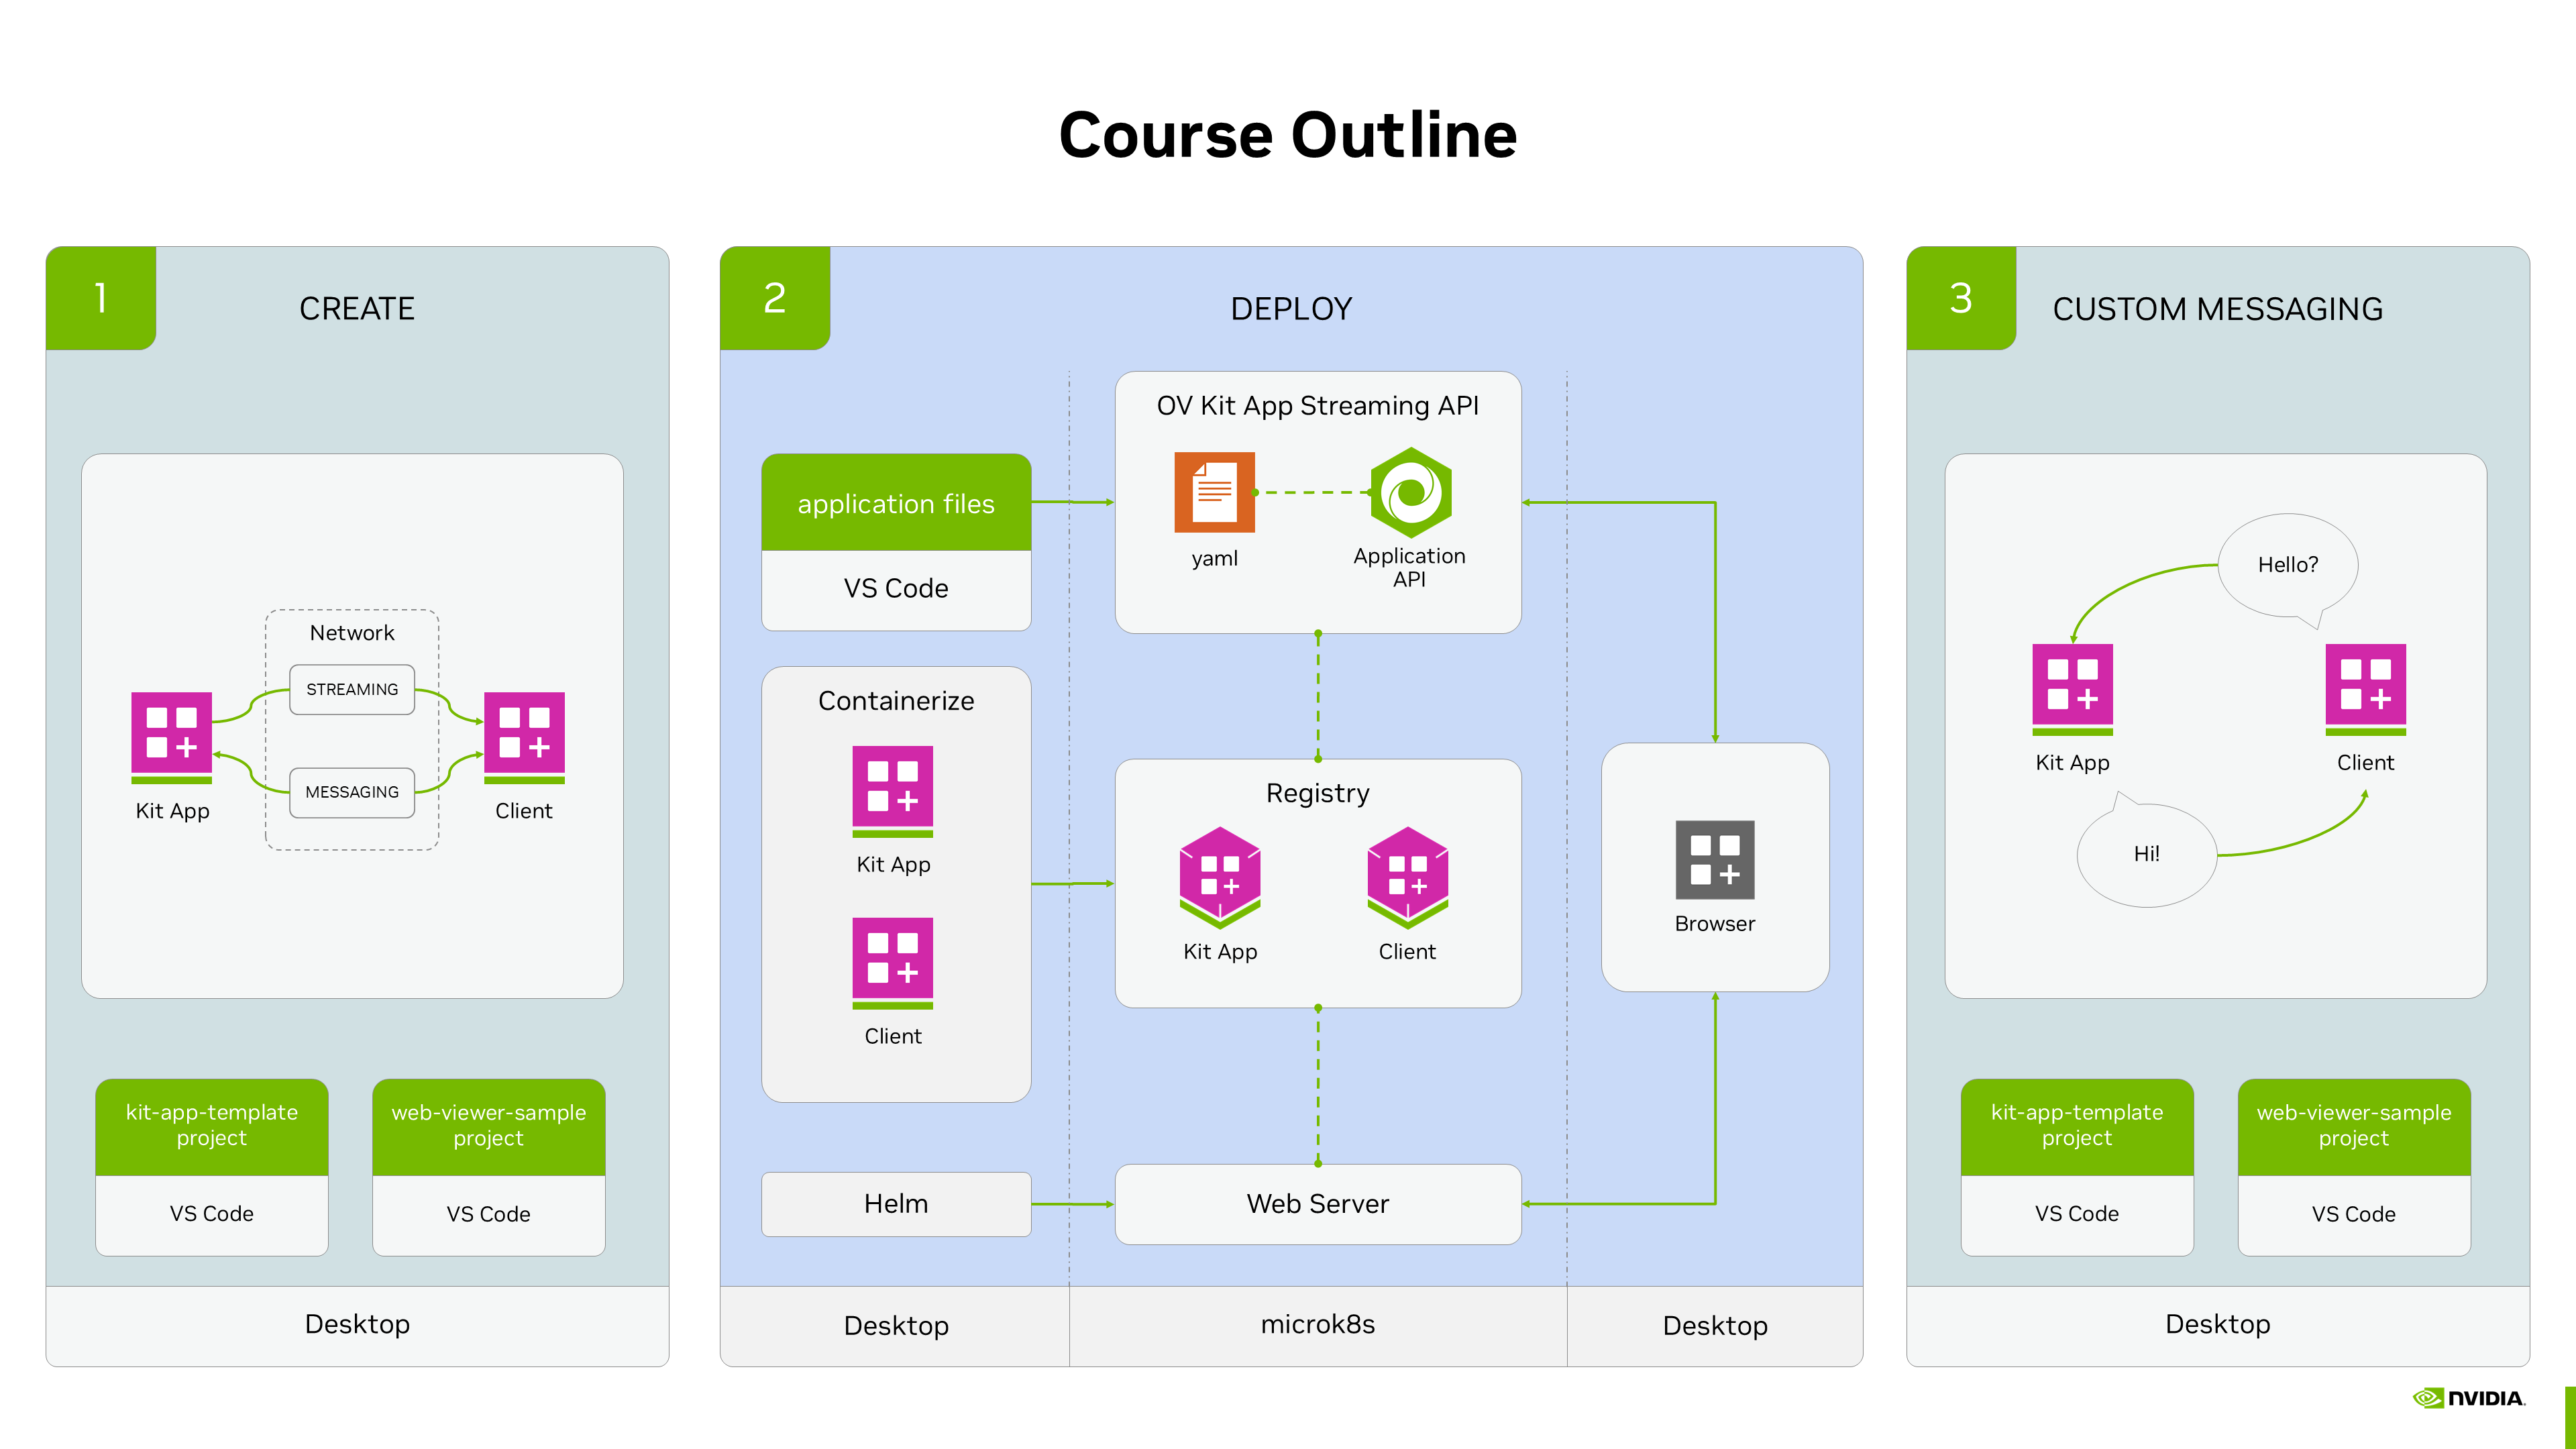 Course Outline
1
CREATE
Network
STREAMING
MESSAGING
Kit App
Client
kit-app-template
project
VS Code
web-viewer-sample
project
VS Code
Desktop
2
DEPLOY
application files
VS Code
Containerize
Kit App
Client
Helm
Desktop
OV Kit App Streaming API
yaml
Application
API
Registry
Kit App
Client
Web Server
microk8s
Browser
Desktop
3
CUSTOM MESSAGING
Hello?
Kit App
Client
Hi!
kit-app-template
project
VS Code
web-viewer-sample
project
VS Code
Desktop
NVIDIA.